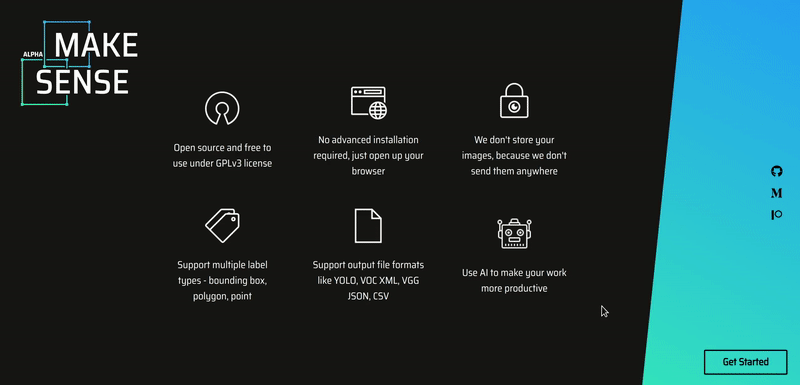 ALPHA
MAKE
SENSE
Open source and free to
use under GPLv3 license
No advanced installation
required, just open up your
browser
We don't store your
images, because we don't
send them anywhere
Support multiple label
types - bounding box,
polygon, point
Support output file formats
like YOLO, VOC XML, VGG
JSON, CSV
Use AI to make your work
more productive
Get Started